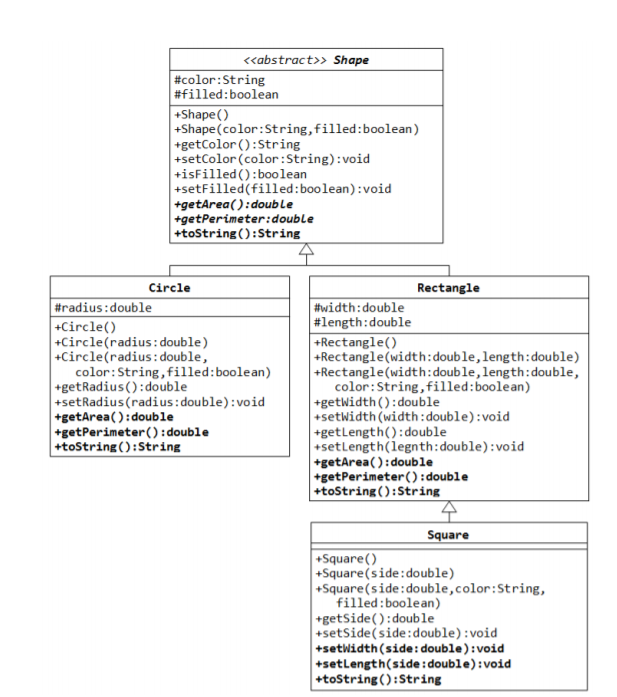 <<abstract>> Shape
#color:String
#filled:boolean
+Shape()
+Shape(color:String,filled:boolean)
+getColor():String
+setColor(color:String):void
+isFilled():boolean
+setFilled(filled:boolean):void
+getArea():double
+getPerimeter:double
+toString():String
Circle
#radius:double
+Circle()
+Circle(radius:double)
+Circle(radius:double,
color:String,filled:boolean)
+getRadius():double
+setRadius(radius:double):void
+getArea():double
+getPerimeter():double
+toString():String
Rectangle
#width:double
#length:double
+Rectangle()
+Rectangle(width:double,length:double)
+Rectangle(width:double,length:double,
color:String,filled:boolean)
+getWidth():double
+setWidth(width:double):void
+getLength():double
+setLength(legnth:double):void
+getArea():double
+getPerimeter():double
+toString():String
Square
+Square()
+Square(side:double)
+Square(side:double,color:String,
filled:boolean)
+getSide():double
+setSide(side:double):void
+setWidth(side:double):void
+setLength(side:double):void
+toString():String